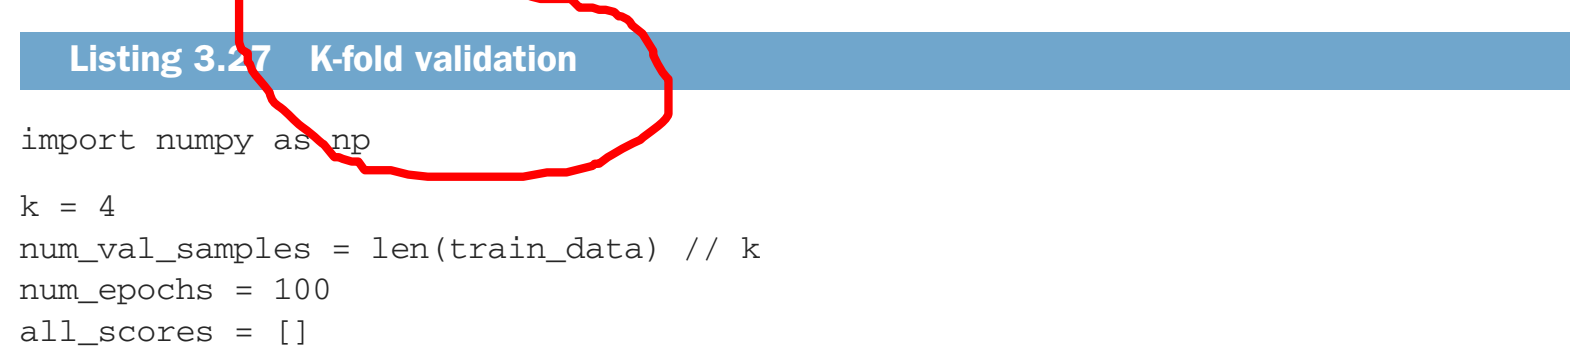 Listing 3.27 K-fold validation
import numpy as np
k = 4
num_val_samples = len(train_data) // k
num_epochs = 100
all_scores = []